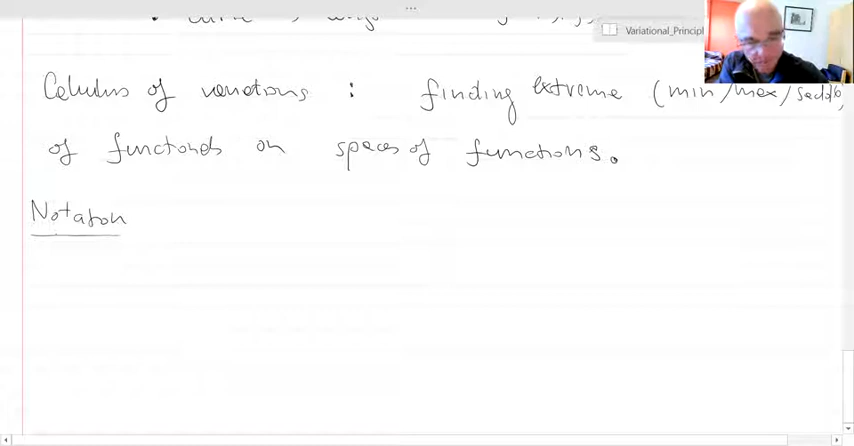 Variational_Principl
Calculus of variations : finding extreme (min/max/saddle)
of functionals on spaces of functions.
Notation